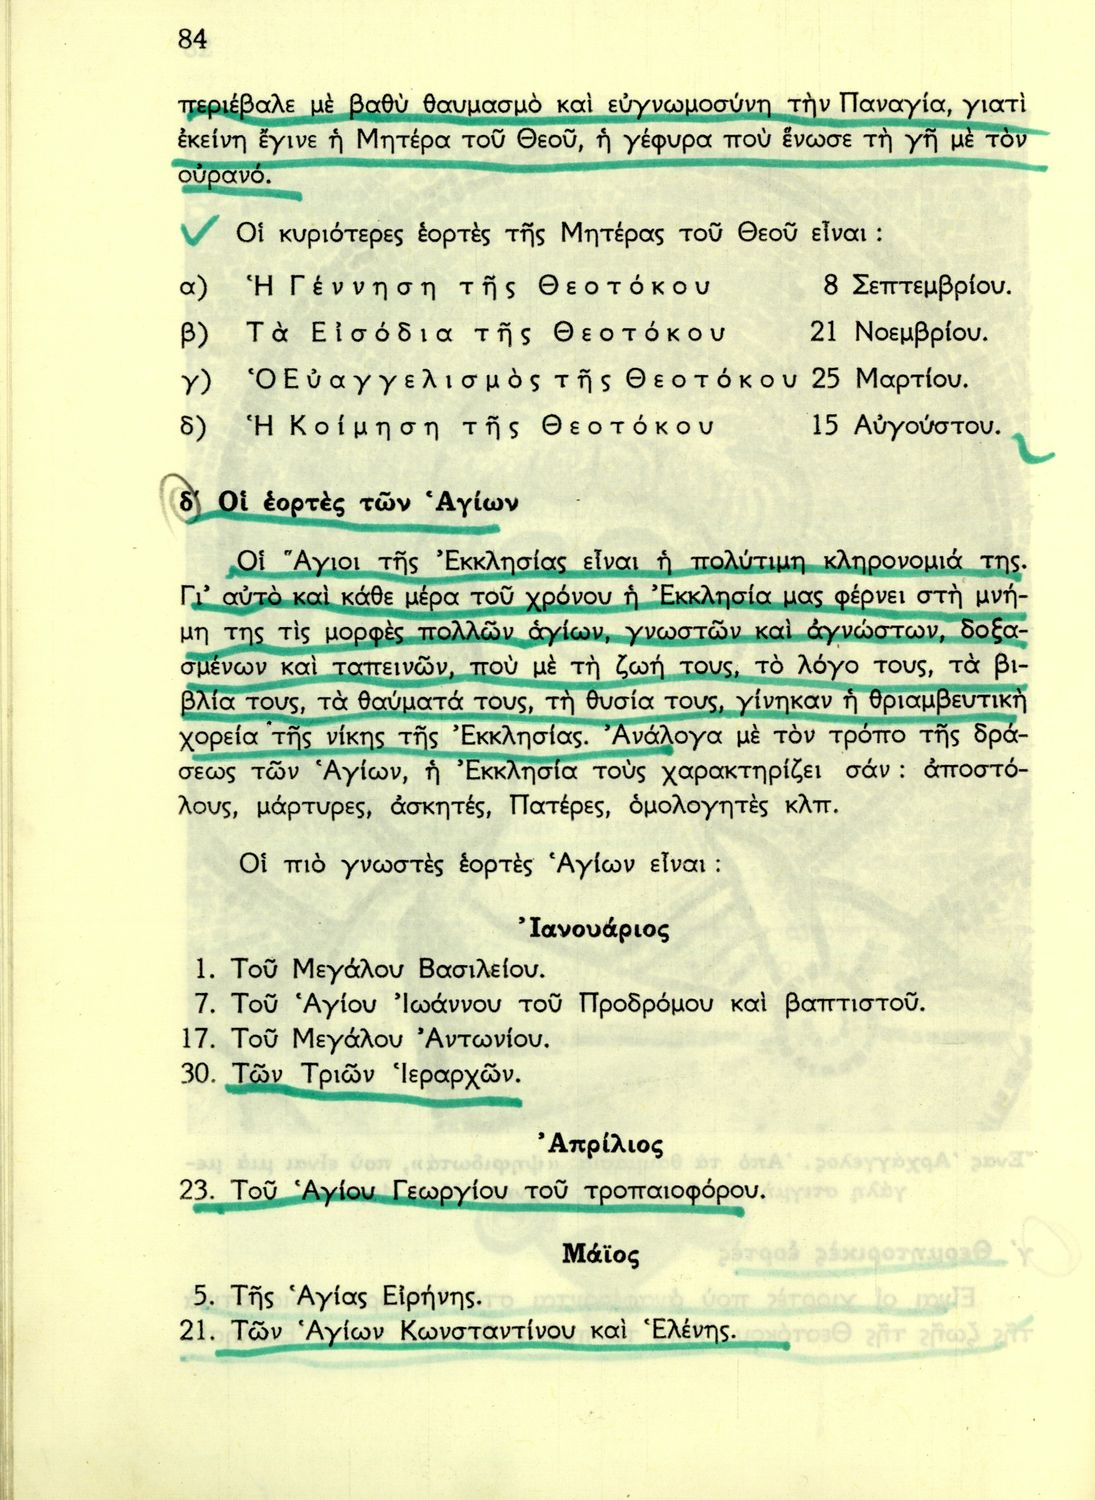 84
περιέβαλε μὲ βαθὺ θαυμασμὸ καὶ εὐγνωμοσύνη τὴν Παναγία, γιατὶ
ἐκείνη ἔγινε ἡ Μητέρα τοῦ Θεοῦ, ἡ γέφυρα ποὺ ἕνωσε τὴ γῆ μὲ τὸν
οὐρανό.
Οἱ κυριότερες ἑορτὲς τῆς Μητέρας τοῦ Θεοῦ εἶναι :
α) Ἡ Γέννηση τῆς Θεοτόκου 8 Σεπτεμβρίου.
β) Τὰ Εἰσόδια τῆς Θεοτόκου 21 Νοεμβρίου.
γ) Ὁ Εὐαγγελισμὸς τῆς Θεοτόκου 25 Μαρτίου.
δ) Ἡ Κοίμηση τῆς Θεοτόκου 15 Αὐγούστου.
δ′ Οἱ ἑορτὲς τῶν Ἁγίων
Οἱ Ἅγιοι τῆς Ἐκκλησίας εἶναι ἡ πολύτιμη κληρονομιά της.
Γι' αὐτὸ καὶ κάθε μέρα τοῦ χρόνου ἡ Ἐκκλησία μας φέρνει στὴ μνή-
μη της τὶς μορφὲς πολλῶν ἁγίων, γνωστῶν καὶ ἀγνώστων, δοξα-
σμένων καὶ ταπεινῶν, ποὺ μὲ τὴ ζωή τους, τὸ λόγο τους, τὰ βι-
βλία τους, τὰ θαύματά τους, τὴ θυσία τους, γίνηκαν ἡ θριαμβευτικὴ
χορεία τῆς νίκης τῆς Ἐκκλησίας. Ἀνάλογα μὲ τὸν τρόπο τῆς δρά-
σεως τῶν Ἁγίων, ἡ Ἐκκλησία τοὺς χαρακτηρίζει σάν : ἀποστό-
λους, μάρτυρες, ἀσκητές, Πατέρες, ὁμολογητὲς κλπ.
Οἱ πιὸ γνωστὲς ἑορτὲς Ἁγίων εἶναι :
Ἰανουάριος
1. Τοῦ Μεγάλου Βασιλείου.
7. Τοῦ Ἁγίου Ἰωάννου τοῦ Προδρόμου καὶ βαπτιστοῦ.
17. Τοῦ Μεγάλου Ἀντωνίου.
30. Τῶν Τριῶν Ἱεραρχῶν.
Ἀπρίλιος
23. Τοῦ Ἁγίου Γεωργίου τοῦ τροπαιοφόρου.
Μάϊος
5. Τῆς Ἁγίας Εἰρήνης.
21. Τῶν Ἁγίων Κωνσταντίνου καὶ Ἑλένης.